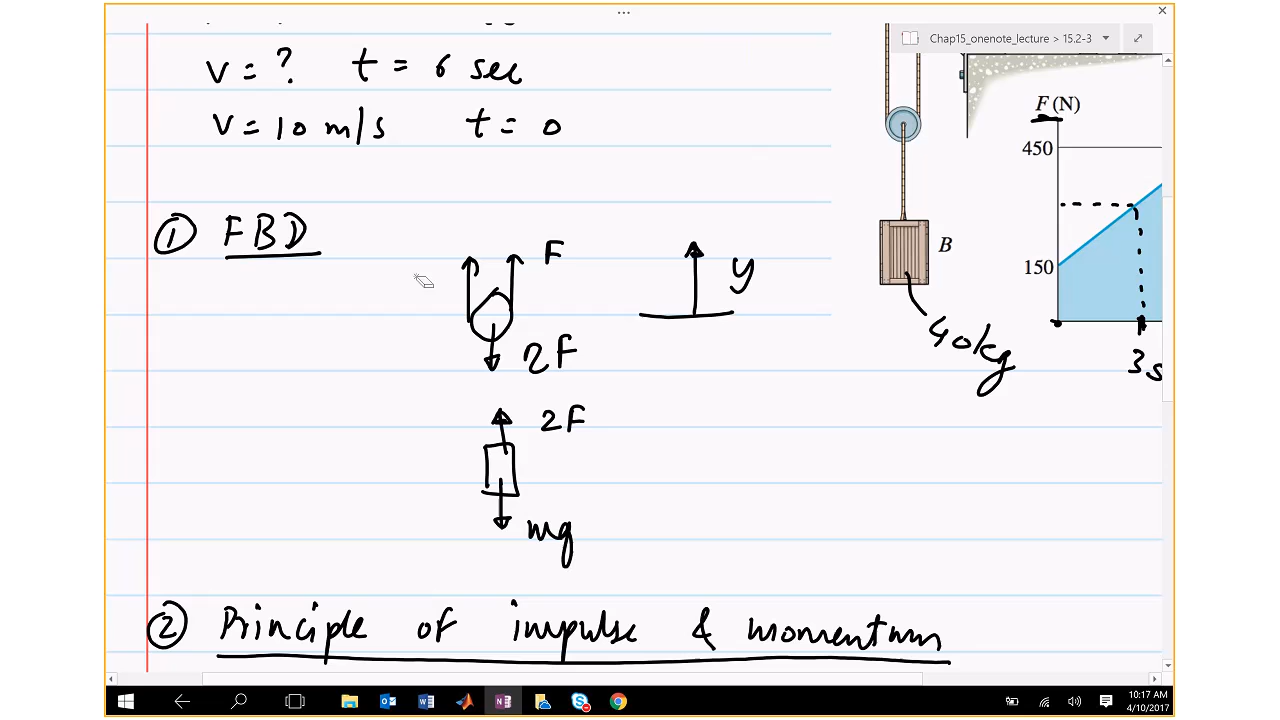 v = ? t = 6 sec
v = 10 m/s t = 0
Chap15_onenote_lecture > 15.2-3
F (N)
450
150
B
40kg
3s
① FBD
F
y
2F
2F
mg
② Principle of impulse & momentum
10:17 AM
4/10/2017